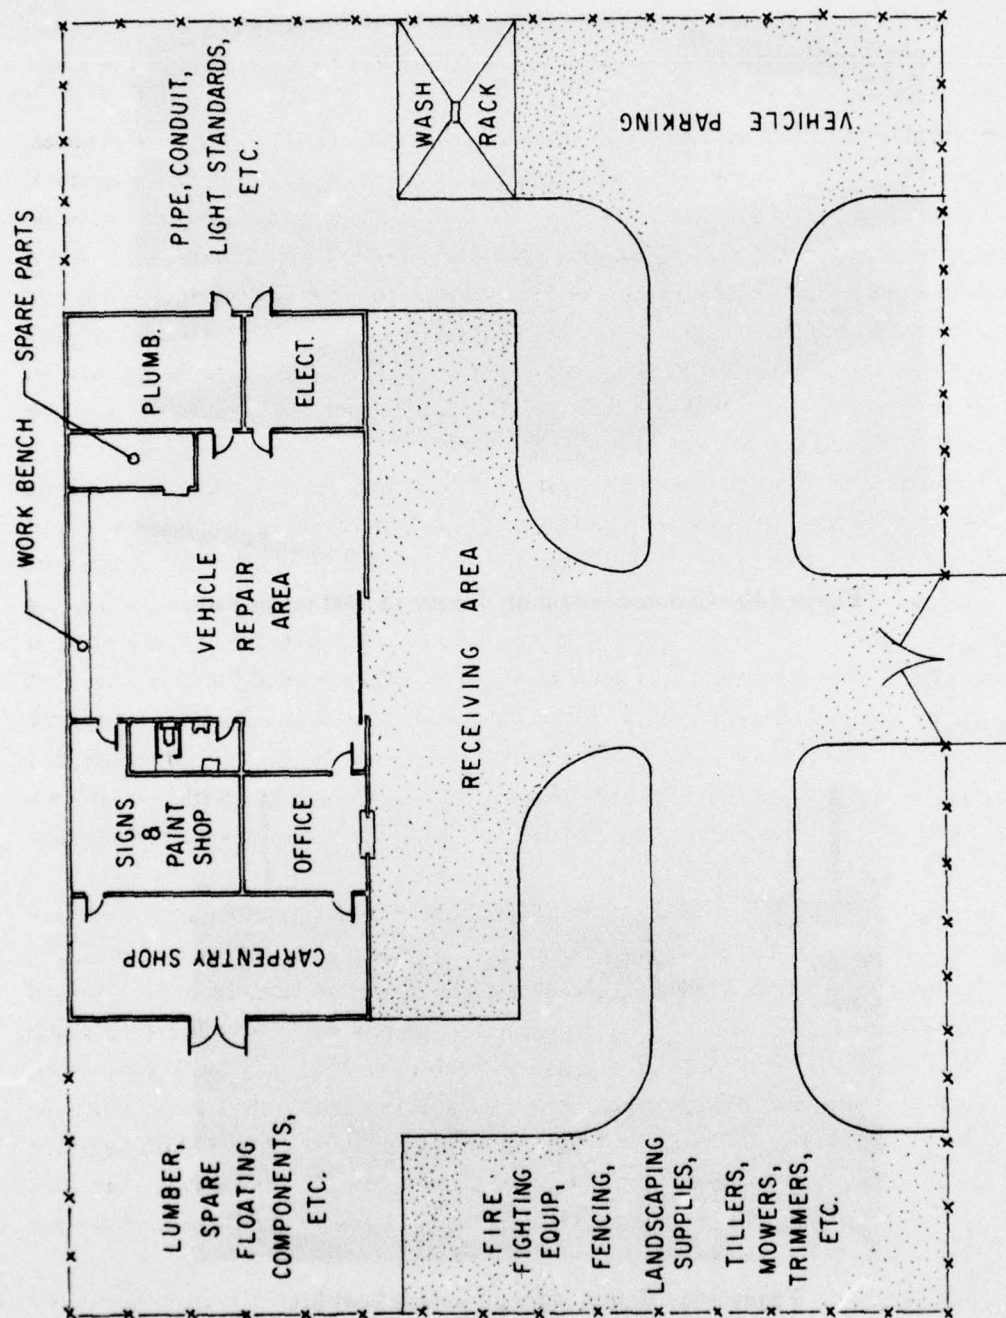 WORK BENCH
SPARE PARTS
PIPE, CONDUIT,
LIGHT STANDARDS,
ETC.
WASH
RACK
VEHICLE PARKING
PLUMB.
ELECT.
VEHICLE
REPAIR
AREA
SIGNS
&
PAINT
SHOP
OFFICE
CARPENTRY SHOP
RECEIVING AREA
LUMBER,
SPARE
FLOATING
COMPONENTS,
ETC.
FIRE
FIGHTING
EQUIP,
FENCING,
LANDSCAPING
SUPPLIES,
TILLERS,
MOWERS,
TRIMMERS,
ETC.